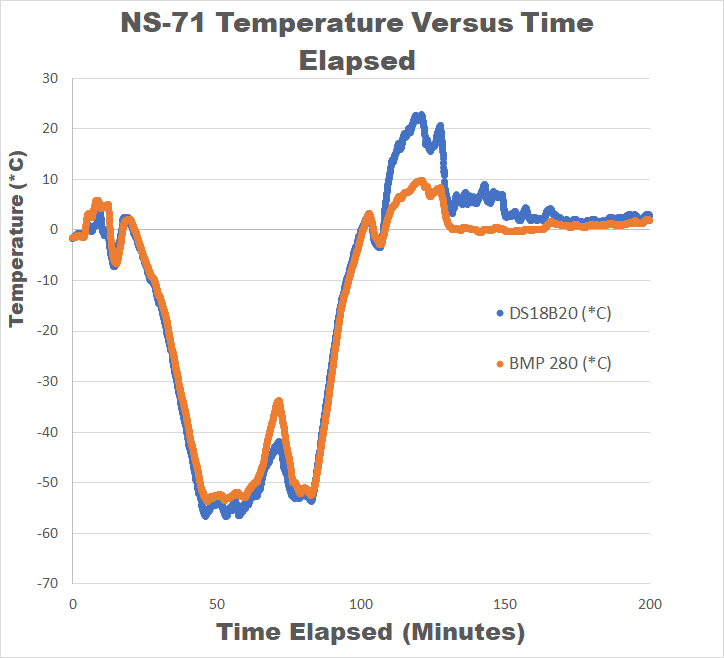 NS-71 Temperature Versus Time
Elapsed
30
20
10
0
-10
-20
-30
-40
-50
-60
-70
Temperature (*C)
DS18B20 (*C)
BMP 280 (*C)
0 50 100 150 200
Time Elapsed (Minutes)